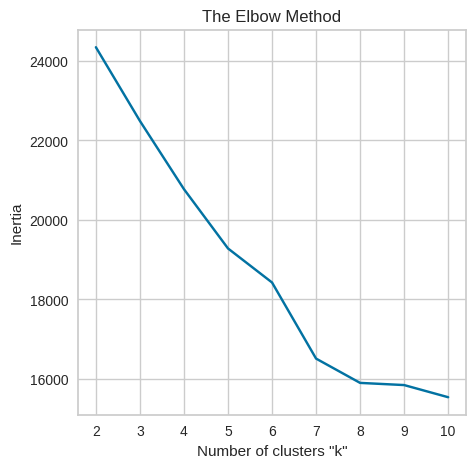 The Elbow Method
24000
22000
20000
18000
16000
Inertia
2 3 4 5 6 7 8 9 10
Number of clusters "k"